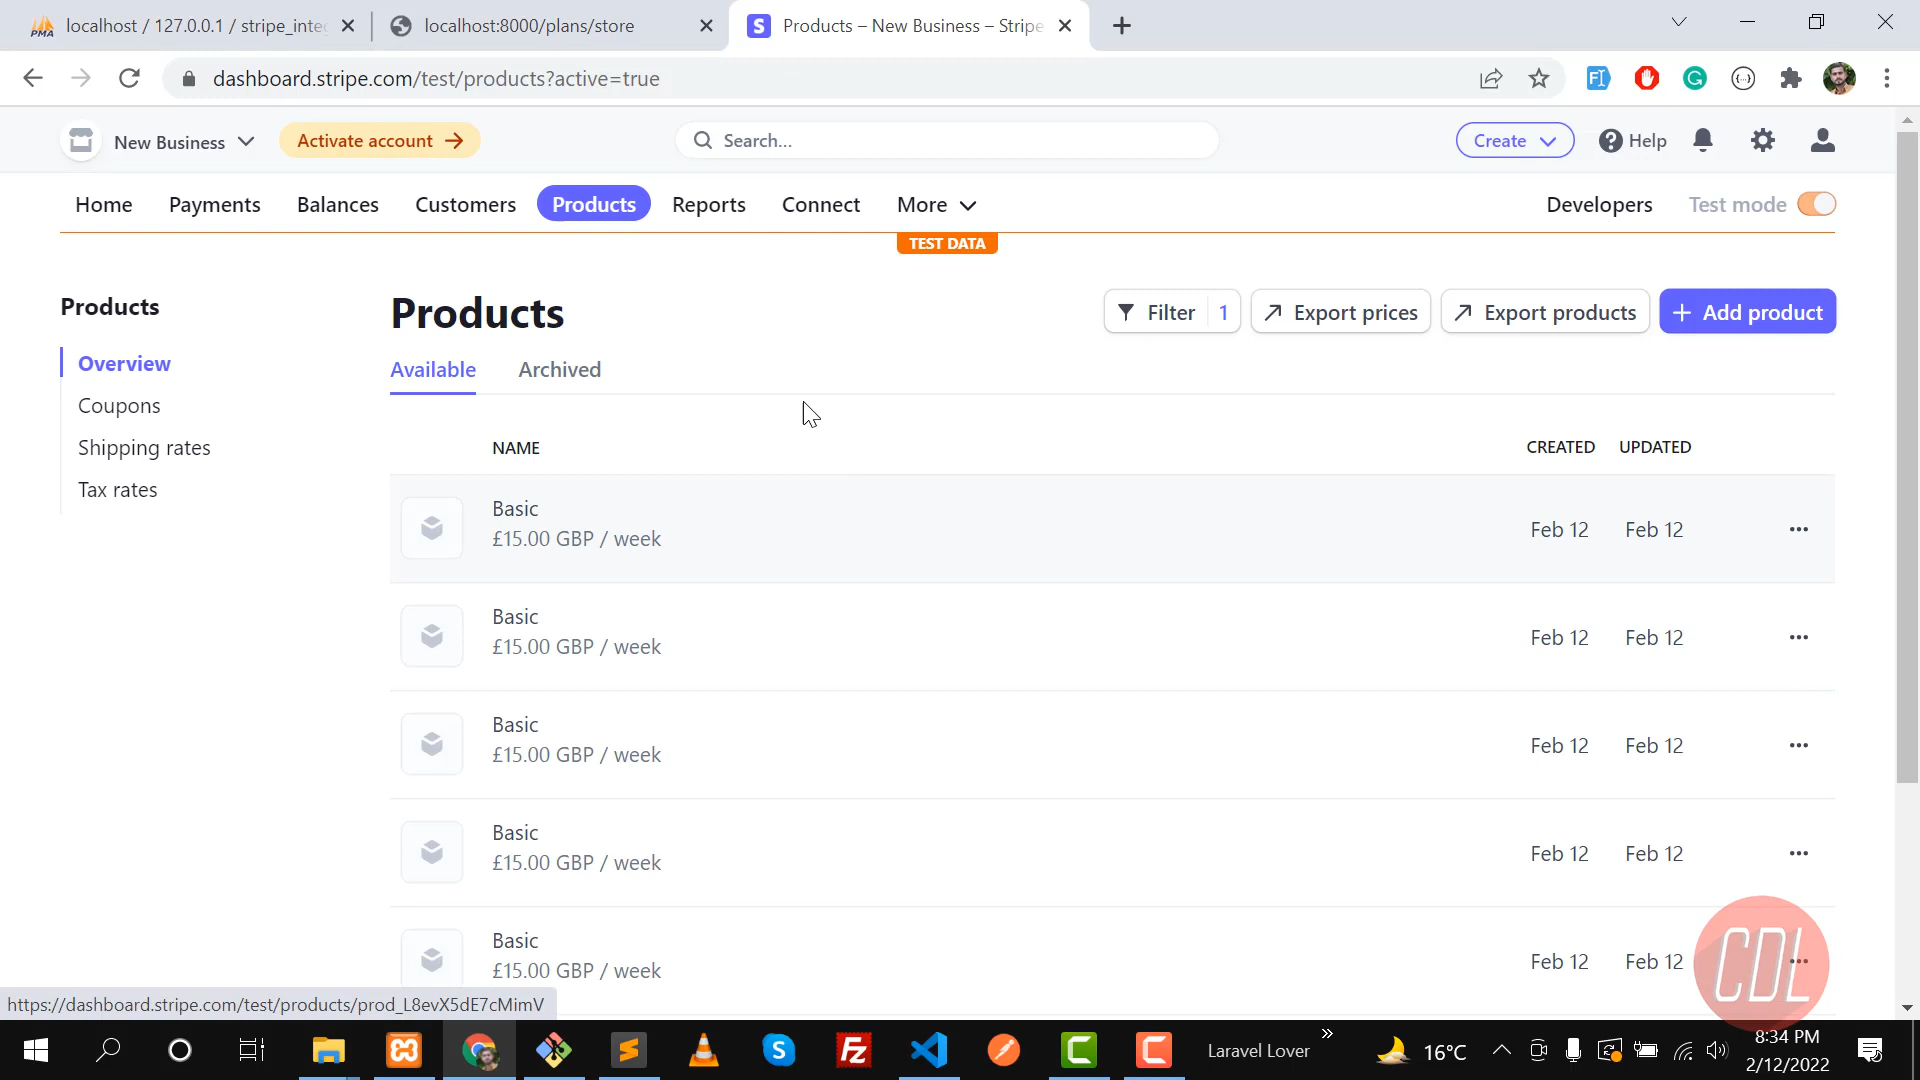 localhost / 127.0.0.1 / stripe_inte
localhost:8000/plans/store
Products – New Business – Stripe
dashboard.stripe.com/test/products?active=true
New Business
Activate account
Search...
Create
Help
Home
Payments
Balances
Customers
Products
Reports
Connect
More
Developers
Test mode
TEST DATA
Products
Overview
Coupons
Shipping rates
Tax rates
Products
Filter 1
Export prices
Export products
Add product
Available
Archived
NAME
CREATED
UPDATED
Basic
£15.00 GBP / week
Feb 12
Feb 12
Basic
£15.00 GBP / week
Feb 12
Feb 12
Basic
£15.00 GBP / week
Feb 12
Feb 12
Basic
£15.00 GBP / week
Feb 12
Feb 12
Basic
£15.00 GBP / week
Feb 12
Feb 12
CDL
https://dashboard.stripe.com/test/products/prod_L8evX5dE7cMimV
Laravel Lover
16°C
8:34 PM
2/12/2022